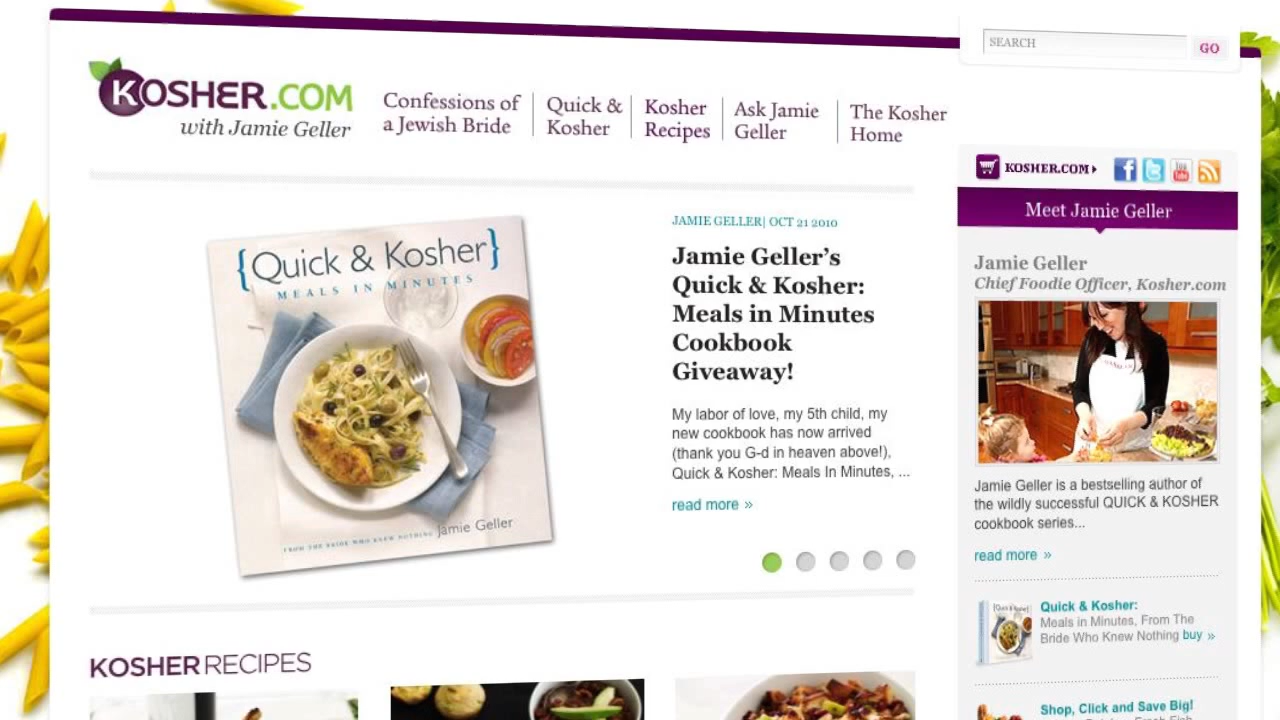 SEARCH
GO
KOSHER.COM
with Jamie Geller
Confessions of
a Jewish Bride
Quick &
Kosher
Kosher
Recipes
Ask Jamie
Geller
The Kosher
Home
{Quick & Kosher}
MEALS IN MINUTES
FROM THE BRIDE WHO KNEW NOTHING Jamie Geller
JAMIE GELLER| OCT 21 2010
Jamie Geller's
Quick & Kosher:
Meals in Minutes
Cookbook
Giveaway!
My labor of love, my 5th child, my
new cookbook has now arrived
(thank you G-d in heaven above!),
Quick & Kosher: Meals In Minutes, ...
read more »
KOSHER RECIPES
KOSHER.COM
You
Tube
Meet Jamie Geller
Jamie Geller
Chief Foodie Officer, Kosher.com
Jamie Geller is a bestselling author of
the wildly successful QUICK & KOSHER
cookbook series...
read more »
{Quick & Kosher}
Quick & Kosher:
Meals in Minutes, From The
Bride Who Knew Nothing buy »
Shop, Click and Save Big!